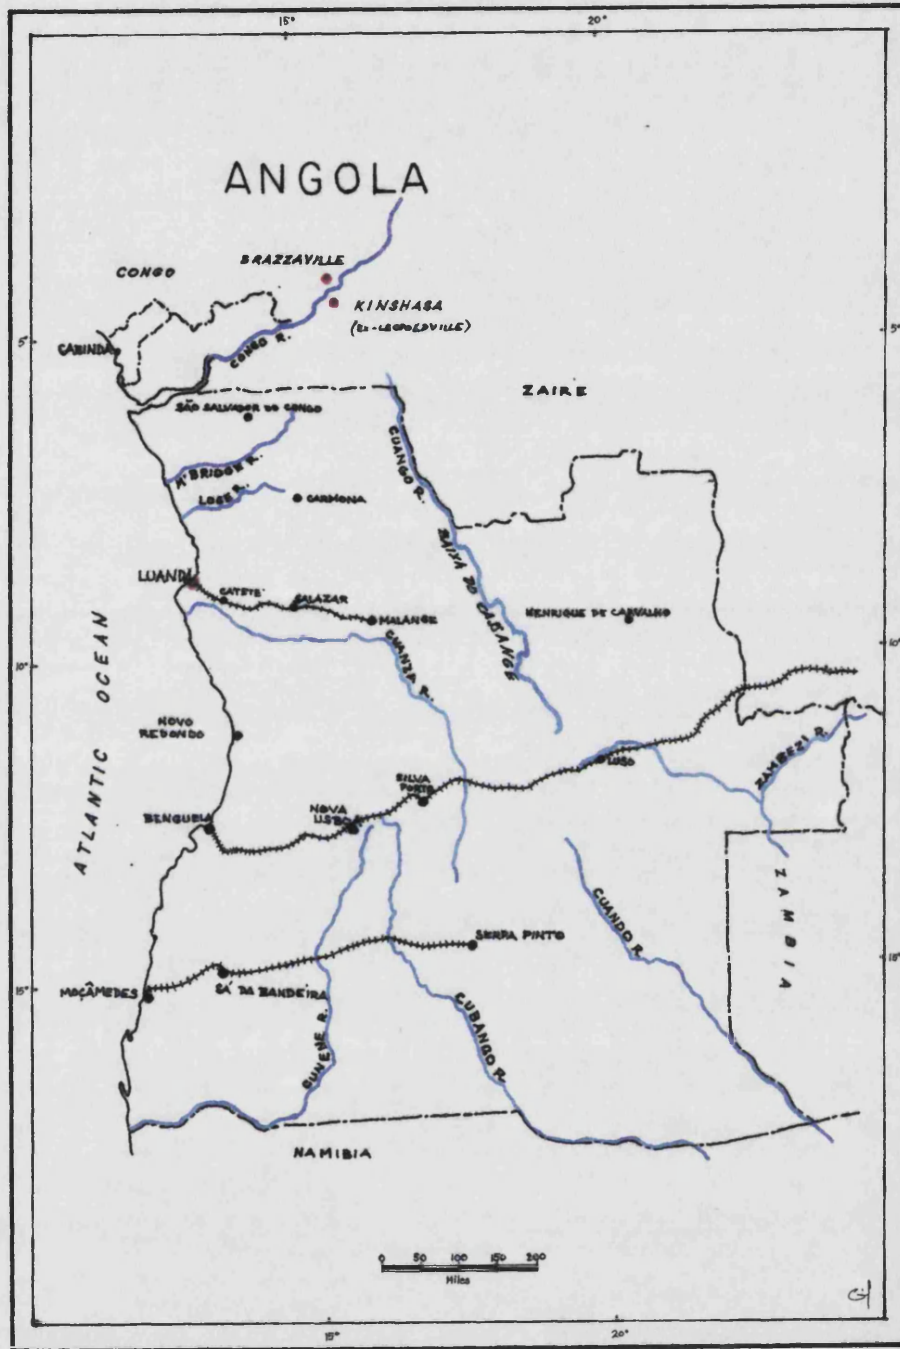 15°
20°
ANGOLA
BRAZZAVILLE
CONGO
KINSHASA
(EX-LEOPOLDVILLE)
5°
5°
CONGO R.
CABINDA
ZAIRE
SÃO SALVADOR DO CONGO
CUANGO R.
M'BRIDGE R.
LOGE R.
CARMONA
BAIXA DO CASANGE
LUANDA
CATETE
SALAZAR
MALANGE
HENRIQUE DE CARVALHO
CUANZA R.
10°
10°
ATLANTIC OCEAN
NOVO
REDONDO
ZAMBEZI R.
LUSO
SILVA
PORTO
BENGUELA
NOVA
LISBOA
ZAMBIA
CUANDO R.
SERPA PINTO
15°
15°
MOÇÂMEDES
SÁ DA BANDEIRA
CUNENE R.
CUBANGO R.
NAMIBIA
0 50 100 150 200
Miles
15°
20°